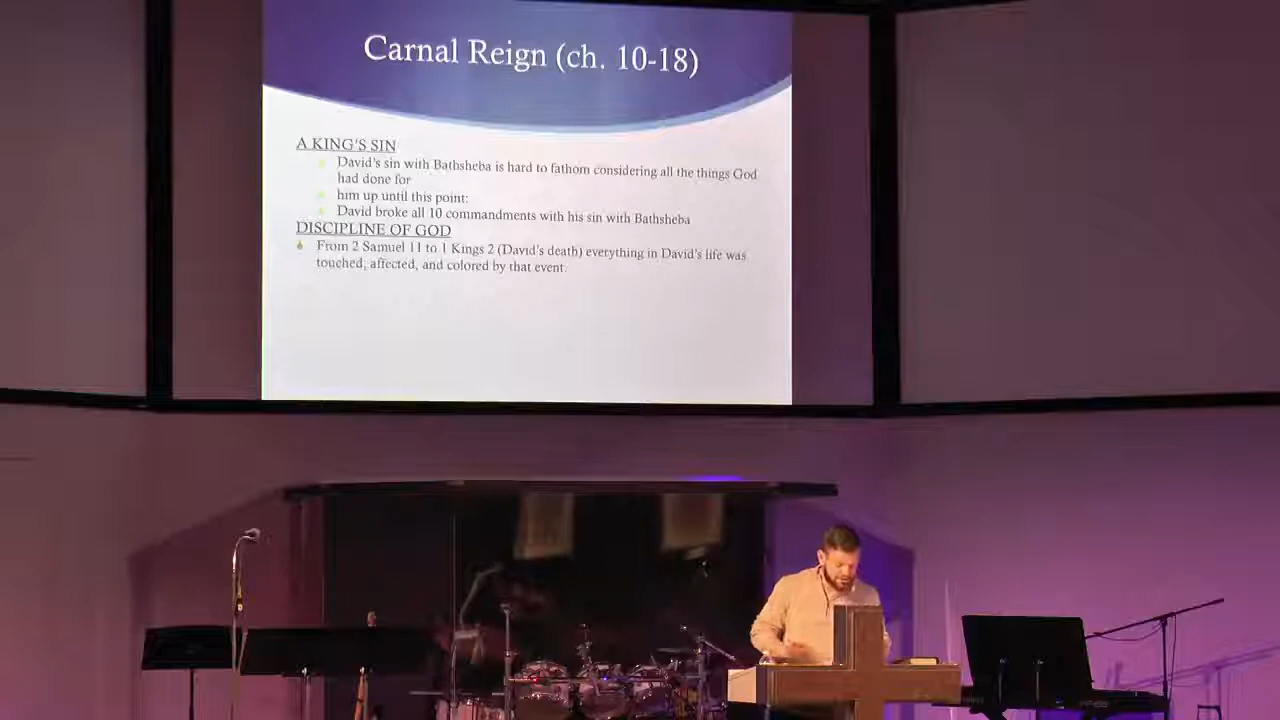 Carnal Reign (ch. 10-18)
A KING'S SIN
David's sin with Bathsheba is hard to fathom considering all the things God
had done for
him up until this point:
David broke all 10 commandments with his sin with Bathsheba
DISCIPLINE OF GOD
From 2 Samuel 11 to 1 Kings 2 (David's death) everything in David's life was
touched, affected, and colored by that event.